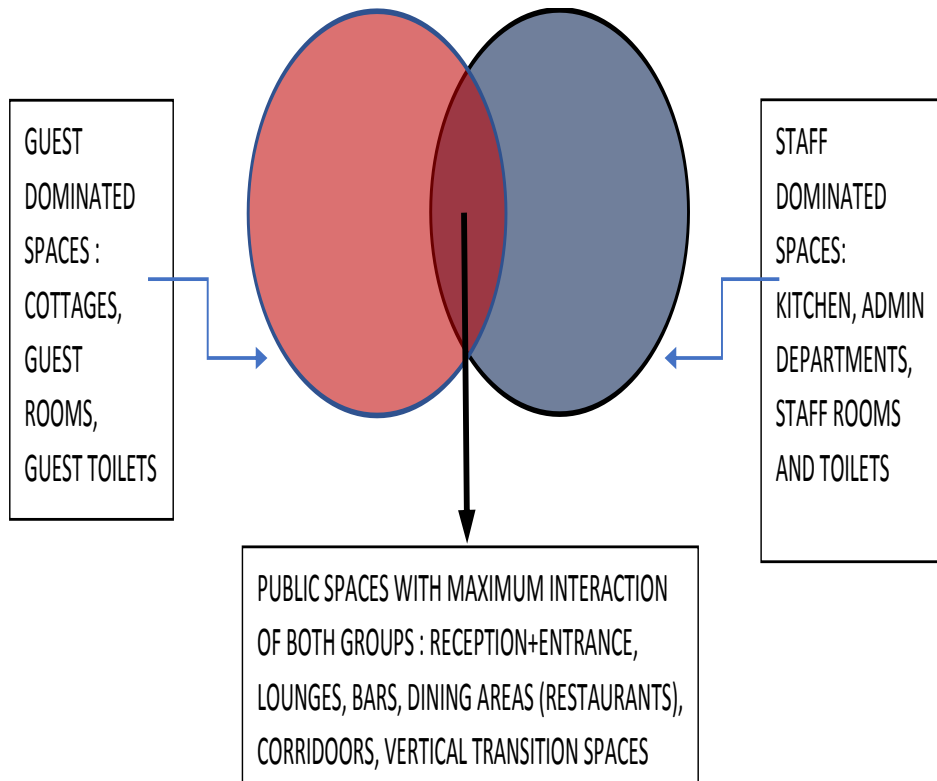 GUEST
DOMINATED
SPACES :
COTTAGES,
GUEST
ROOMS,
GUEST TOILETS
STAFF
DOMINATED
SPACES:
KITCHEN, ADMIN
DEPARTMENTS,
STAFF ROOMS
AND TOILETS
PUBLIC SPACES WITH MAXIMUM INTERACTION
OF BOTH GROUPS : RECEPTION+ENTRANCE,
LOUNGES, BARS, DINING AREAS (RESTAURANTS),
CORRIDOORS, VERTICAL TRANSITION SPACES